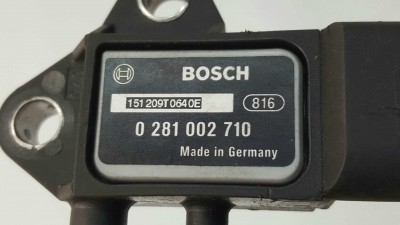 BOSCH
151209T0640E 816
0 281 002 710
Made in Germany